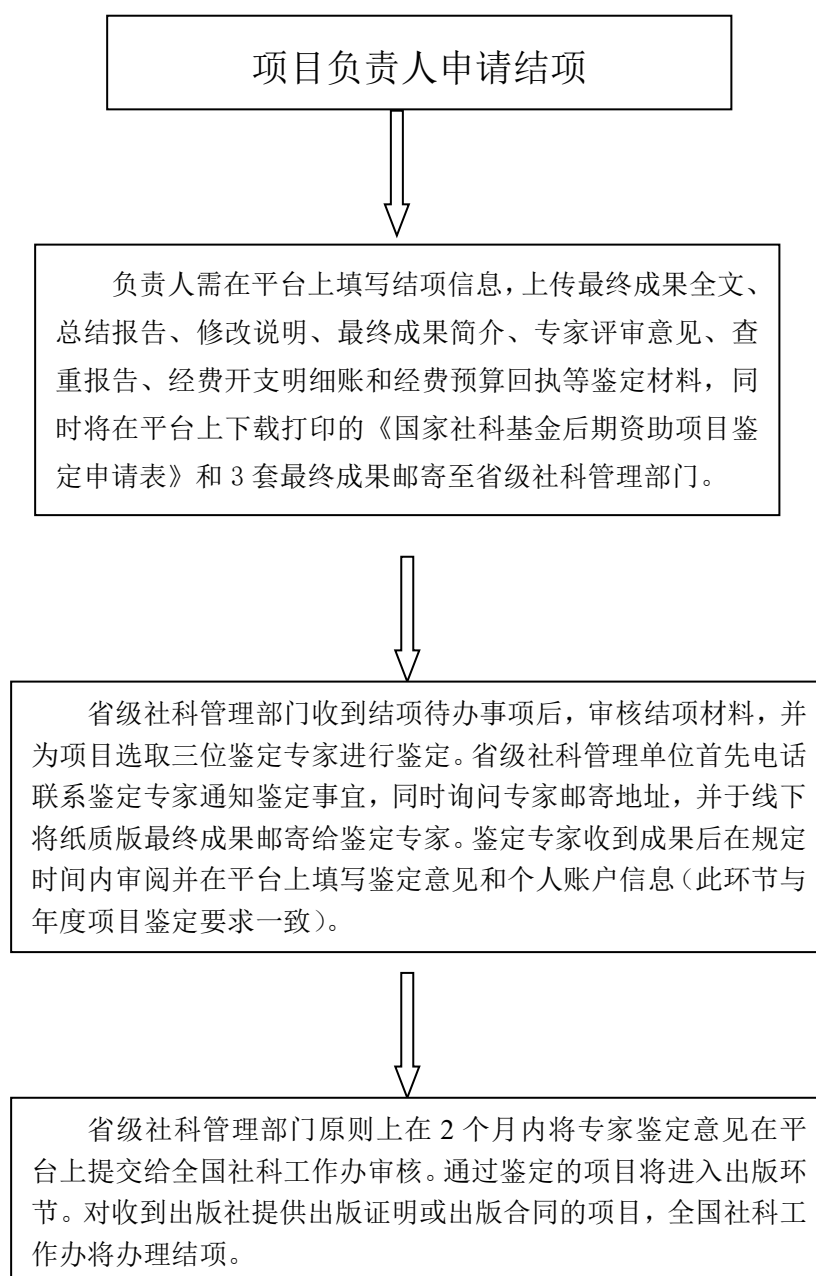 项目负责人申请结项
负责人需在平台上填写结项信息，上传最终成果全文、
总结报告、修改说明、最终成果简介、专家评审意见、查
重报告、经费开支明细账和经费预算回执等鉴定材料，同
时将在平台上下载打印的《国家社科基金后期资助项目鉴
定申请表》和 3 套最终成果邮寄至省级社科管理部门。
省级社科管理部门收到结项待办事项后，审核结项材料，并
为项目选取三位鉴定专家进行鉴定。省级社科管理单位首先电话
联系鉴定专家通知鉴定事宜，同时询问专家邮寄地址，并于线下
将纸质版最终成果邮寄给鉴定专家。鉴定专家收到成果后在规定
时间内审阅并在平台上填写鉴定意见和个人账户信息（此环节与
年度项目鉴定要求一致）。
省级社科管理部门原则上在 2 个月内将专家鉴定意见在平
台上提交给全国社科工作办审核。通过鉴定的项目将进入出版环
节。对收到出版社提供出版证明或出版合同的项目，全国社科工
作办将办理结项。